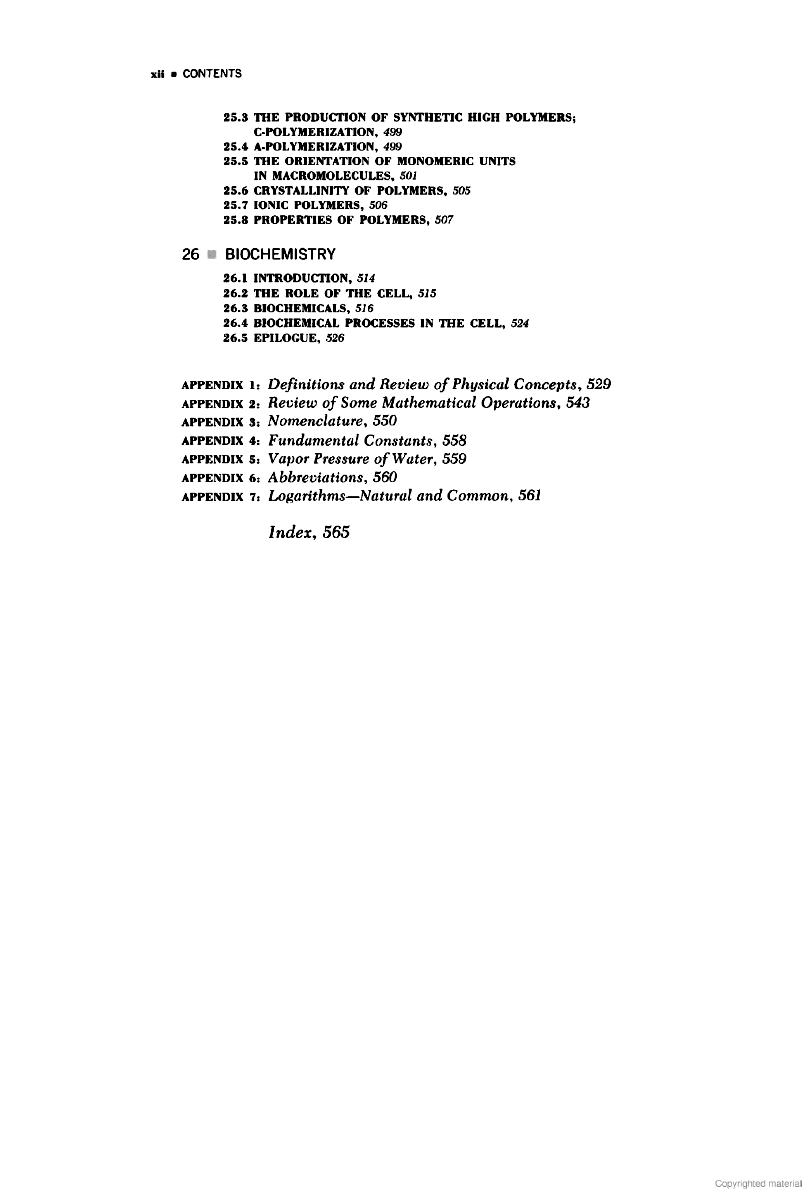 xii ■ CONTENTS
25.3 THE PRODUCTION OF SYNTHETIC HIGH POLYMERS;
C-POLYMERIZATION, 499
25.4 A-POLYMERIZATION, 499
25.5 THE ORIENTATION OF MONOMERIC UNITS
IN MACROMOLECULES, 501
25.6 CRYSTALLINITY OF POLYMERS, 505
25.7 IONIC POLYMERS, 506
25.8 PROPERTIES OF POLYMERS, 507
26 ■ BIOCHEMISTRY
26.1 INTRODUCTION, 514
26.2 THE ROLE OF THE CELL, 515
26.3 BIOCHEMICALS, 516
26.4 BIOCHEMICAL PROCESSES IN THE CELL, 524
26.5 EPILOGUE, 526
APPENDIX 1: Definitions and Review of Physical Concepts, 529
APPENDIX 2: Review of Some Mathematical Operations, 543
APPENDIX 3: Nomenclature, 550
APPENDIX 4: Fundamental Constants, 558
APPENDIX 5: Vapor Pressure of Water, 559
APPENDIX 6: Abbreviations, 560
APPENDIX 7: Logarithms—Natural and Common, 561
Index, 565
Copyrighted material